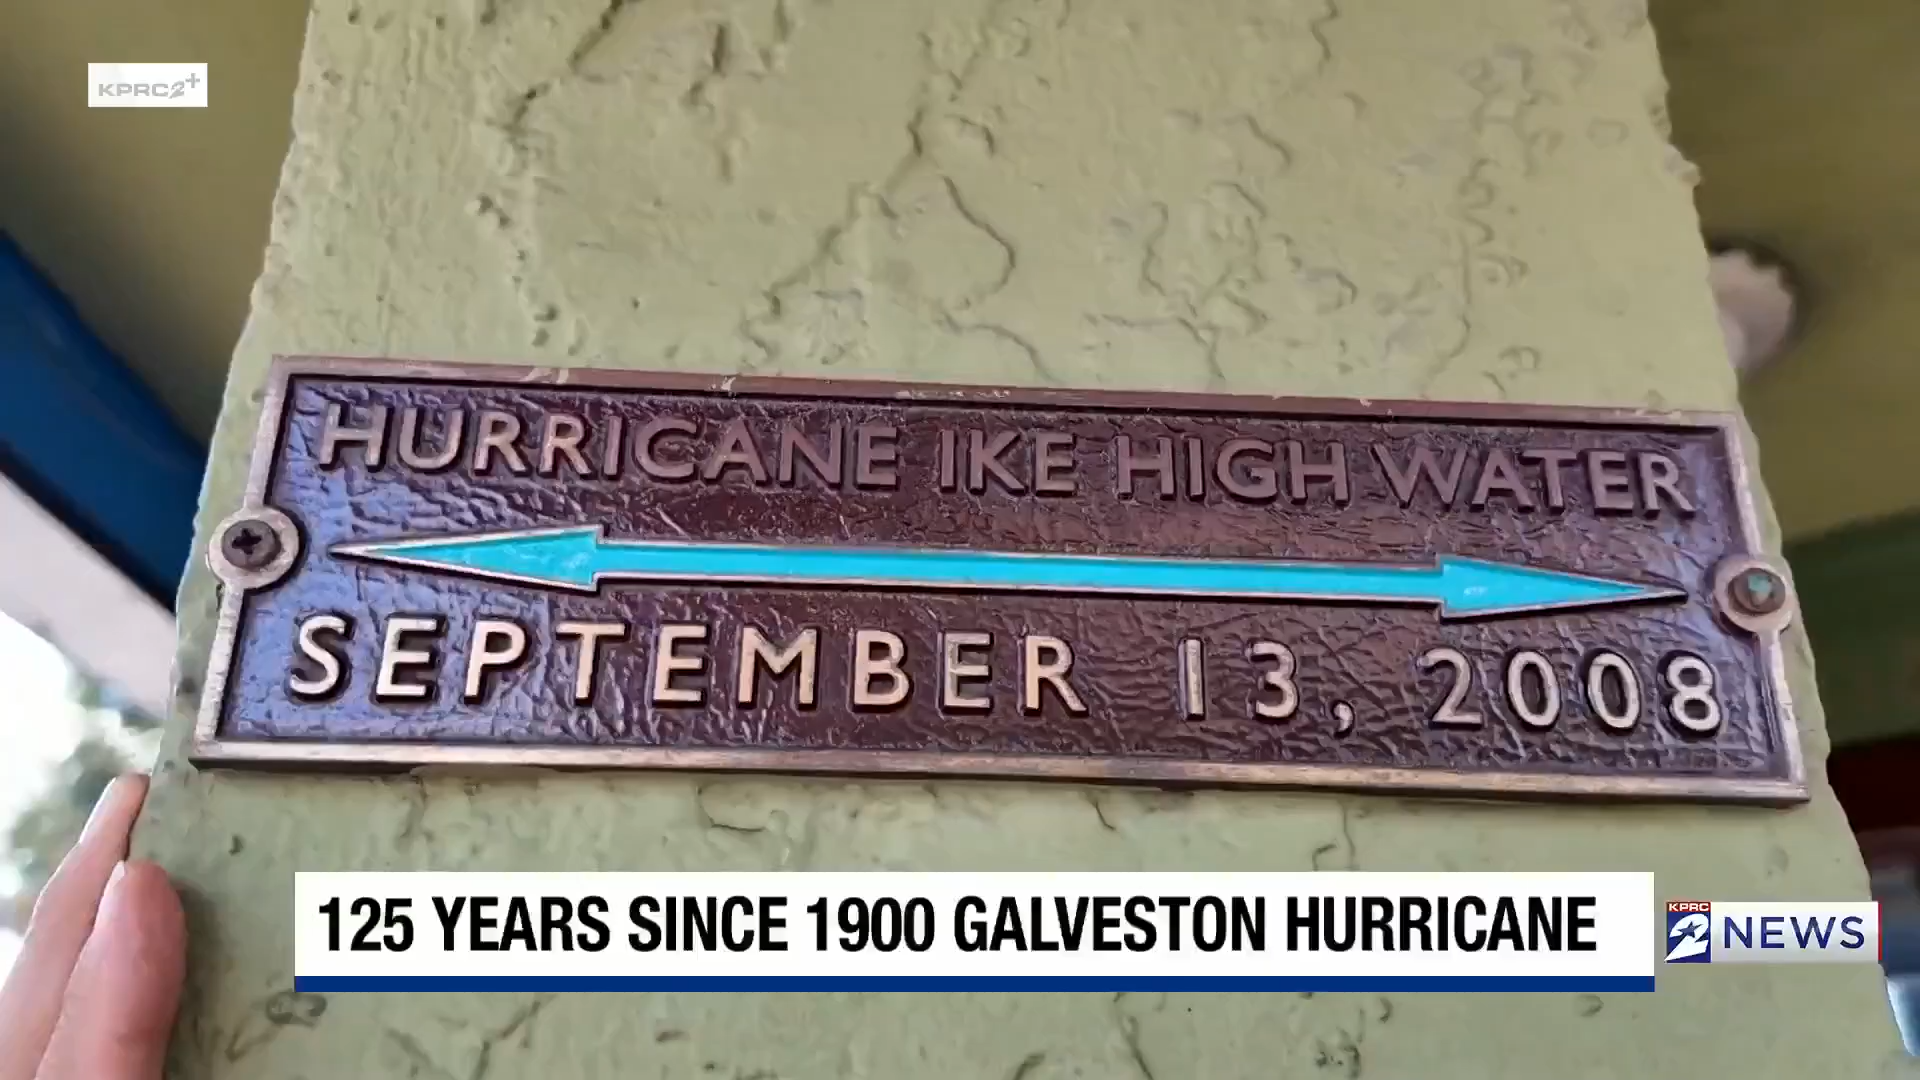 KPRC2+
HURRICANE IKE HIGH WATER
SEPTEMBER 13, 2008
125 YEARS SINCE 1900 GALVESTON HURRICANE
KPRC
2 NEWS